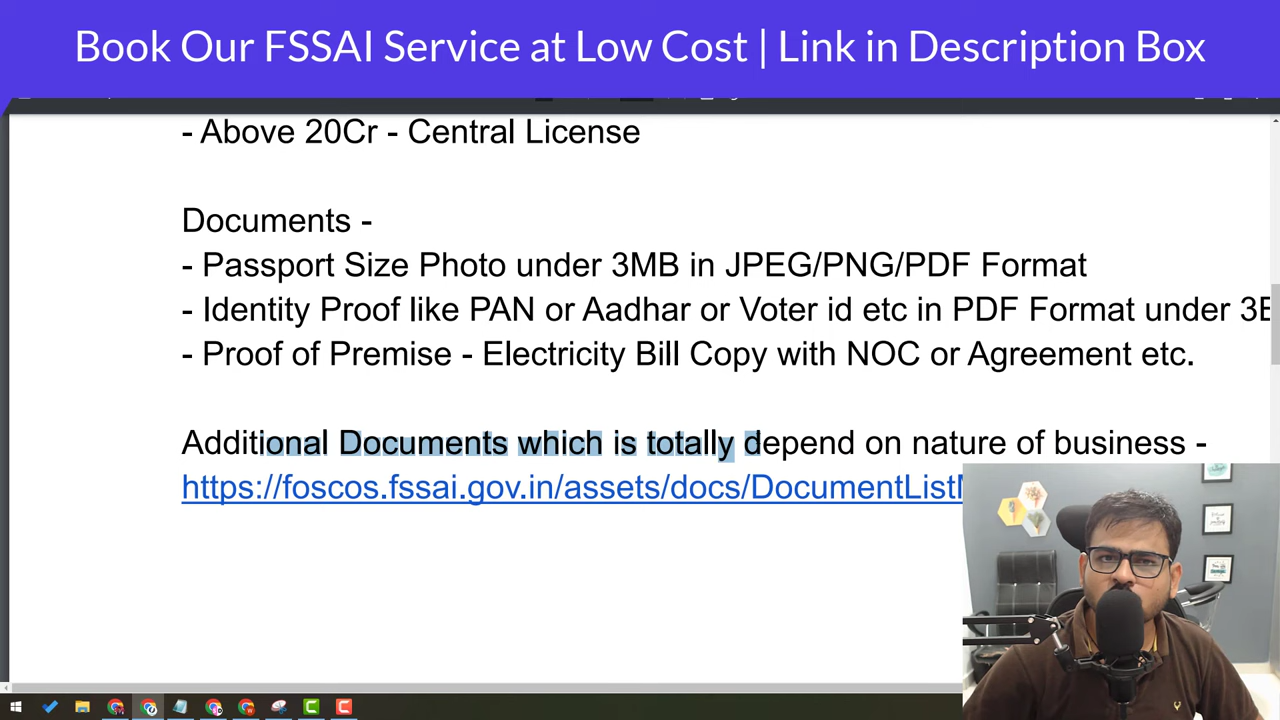 Book Our FSSAI Service at Low Cost | Link in Description Box
- Above 20Cr - Central License
Documents -
- Passport Size Photo under 3MB in JPEG/PNG/PDF Format
- Identity Proof like PAN or Aadhar or Voter id etc in PDF Format under
- Proof of Premise - Electricity Bill Copy with NOC or Agreement etc.
Additional Documents which is totally depend on nature of business -
https://foscos.fssai.gov.in/assets/docs/DocumentList